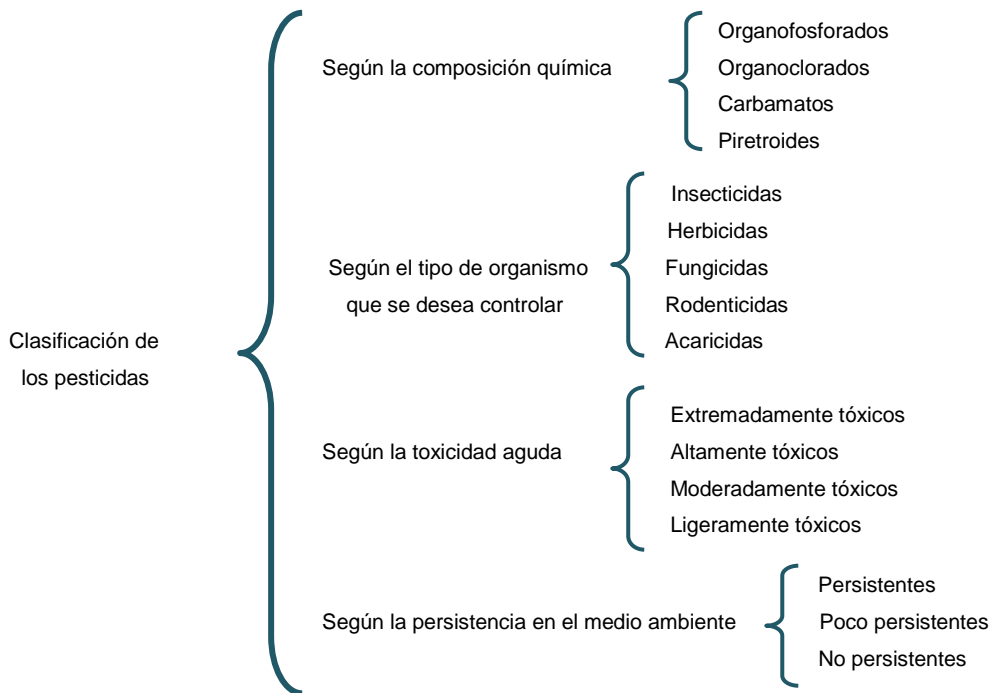 Clasificación de
los pesticidas
Según la composición química
Organofosforados
Organoclorados
Carbamatos
Piretroides
Según el tipo de organismo
que se desea controlar
Insecticidas
Herbicidas
Fungicidas
Rodenticidas
Acaricidas
Según la toxicidad aguda
Extremadamente tóxicos
Altamente tóxicos
Moderadamente tóxicos
Ligeramente tóxicos
Según la persistencia en el medio ambiente
Persistentes
Poco persistentes
No persistentes